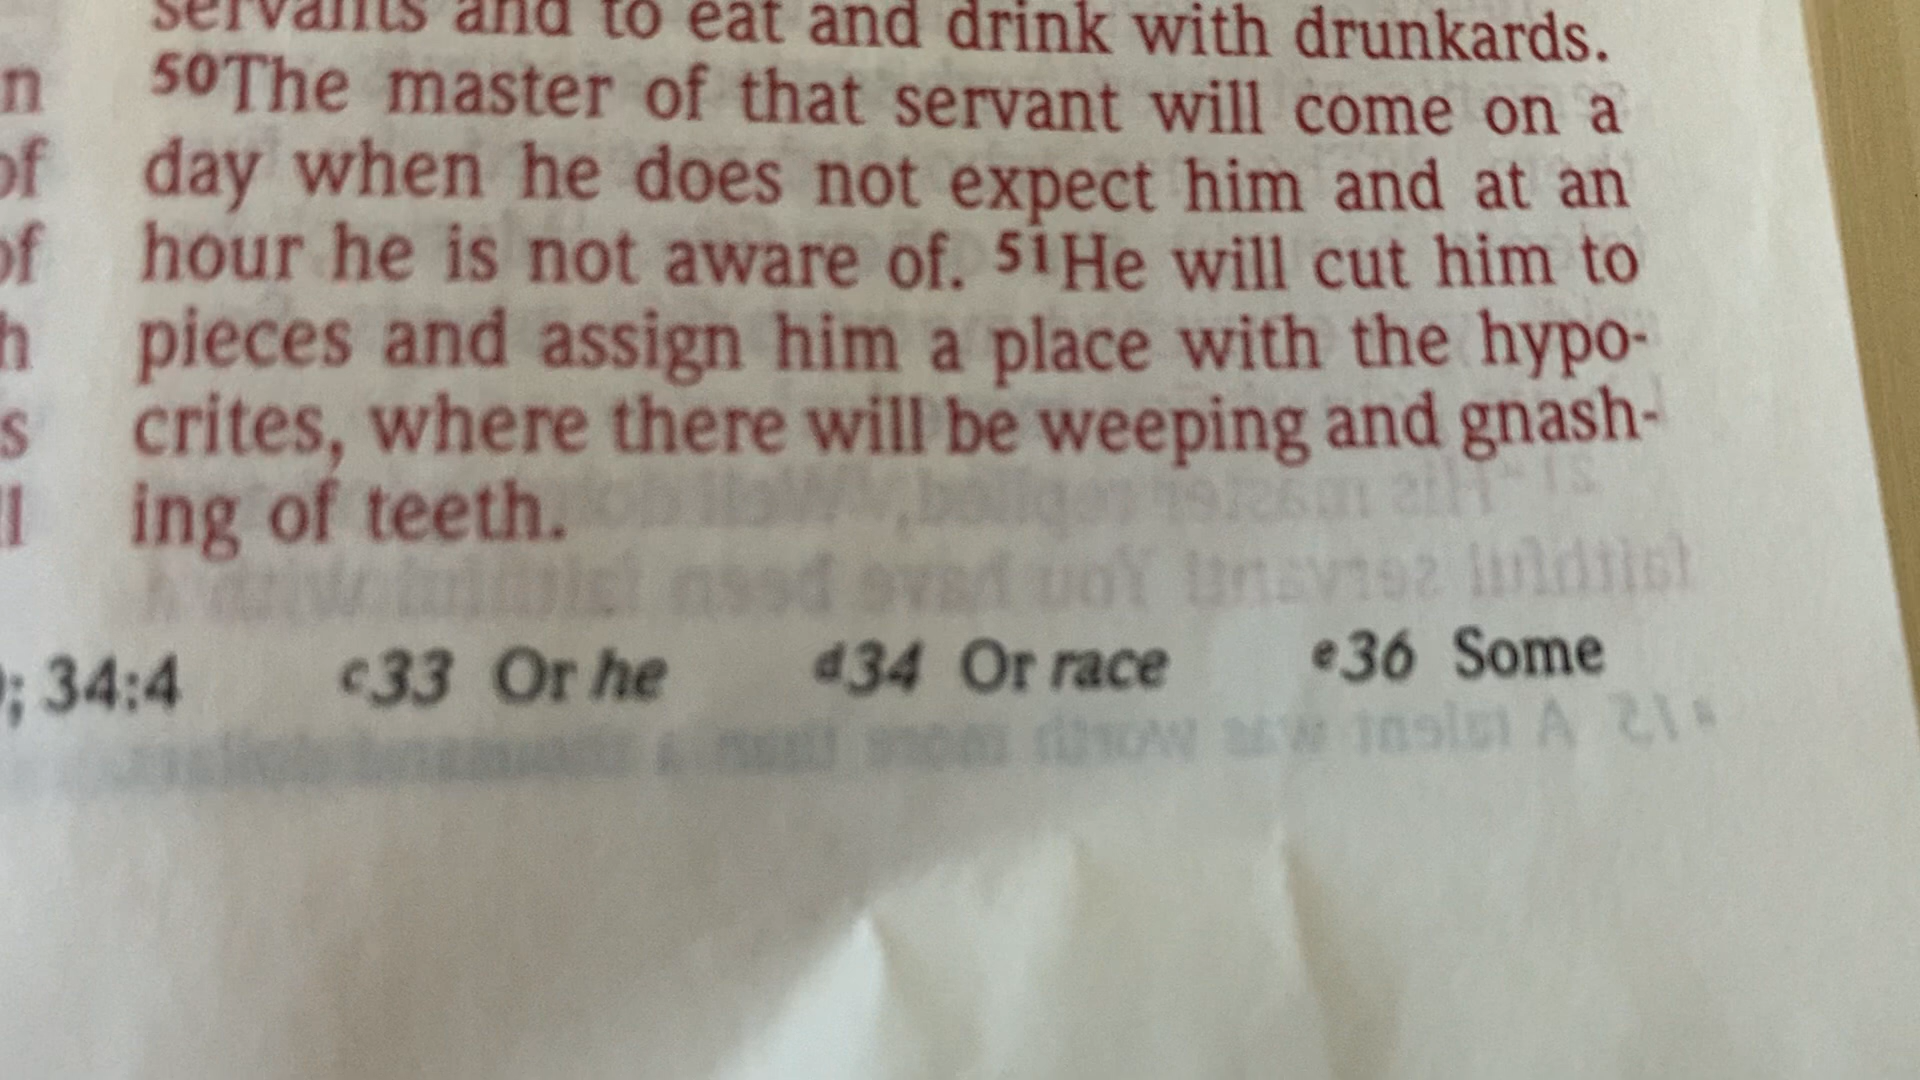 servants and to eat and drink with drunkards.
50The master of that servant will come on a
day when he does not expect him and at an
hour he is not aware of. 51He will cut him to
pieces and assign him a place with the hypo-
crites, where there will be weeping and gnash-
ing of teeth.
; 34:4 c33 Or he d34 Or race e36 Some